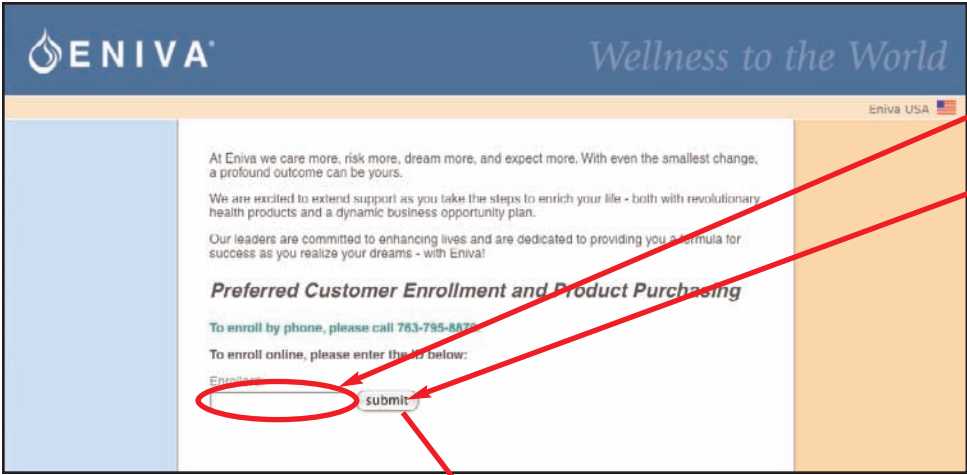 ENIVA®
Wellness to the World
Eniva USA
At Eniva we care more, risk more, dream more, and expect more. With even the smallest change,
a profound outcome can be yours.
We are excited to extend support as you take the steps to enrich your life - both with revolutionary
health products and a dynamic business opportunity plan.
Our leaders are committed to enhancing lives and are dedicated to providing you a formula for
success as you realize your dreams - with Eniva!
Preferred Customer Enrollment and Product Purchasing
To enroll by phone, please call
To enroll online, please enter the ID below:
submit